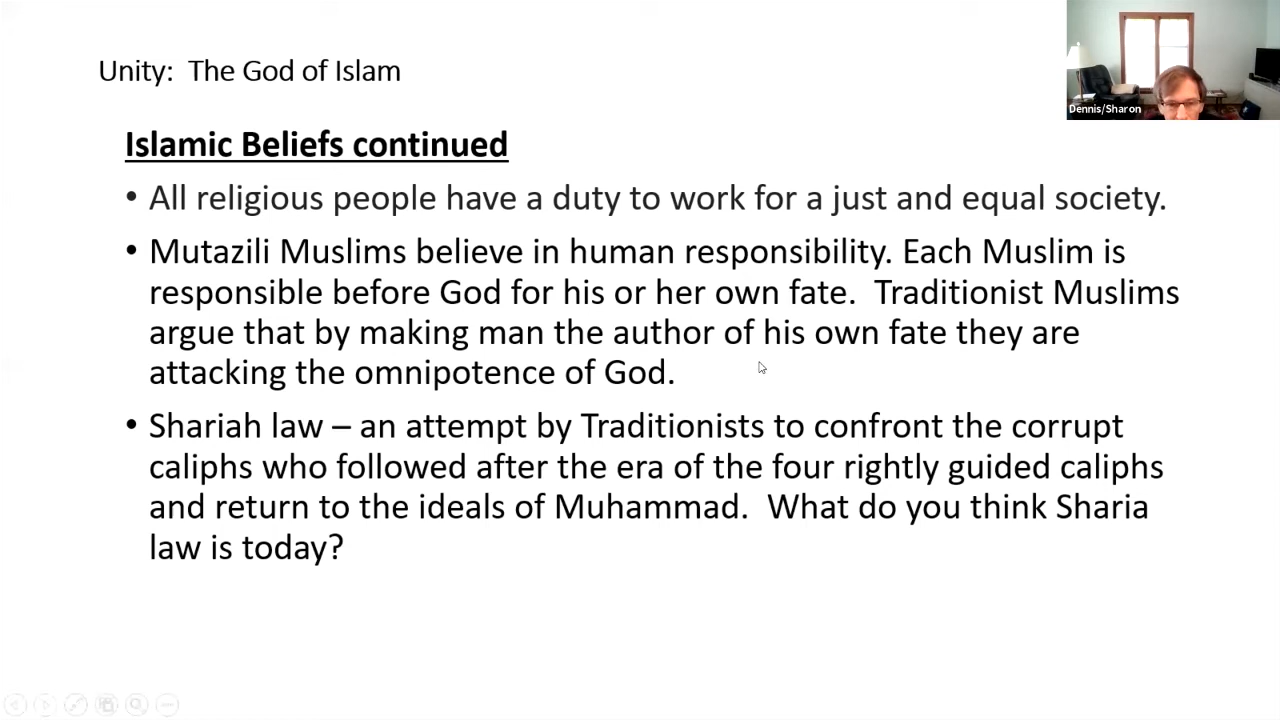 Unity:  The God of Islam
Dennis/Sharon
Islamic Beliefs continued
• All religious people have a duty to work for a just and equal society.
• Mutazili Muslims believe in human responsibility. Each Muslim is
responsible before God for his or her own fate.  Traditionist Muslims
argue that by making man the author of his own fate they are
attacking the omnipotence of God.
• Shariah law – an attempt by Traditionists to confront the corrupt
caliphs who followed after the era of the four rightly guided caliphs
and return to the ideals of Muhammad.  What do you think Sharia
law is today?